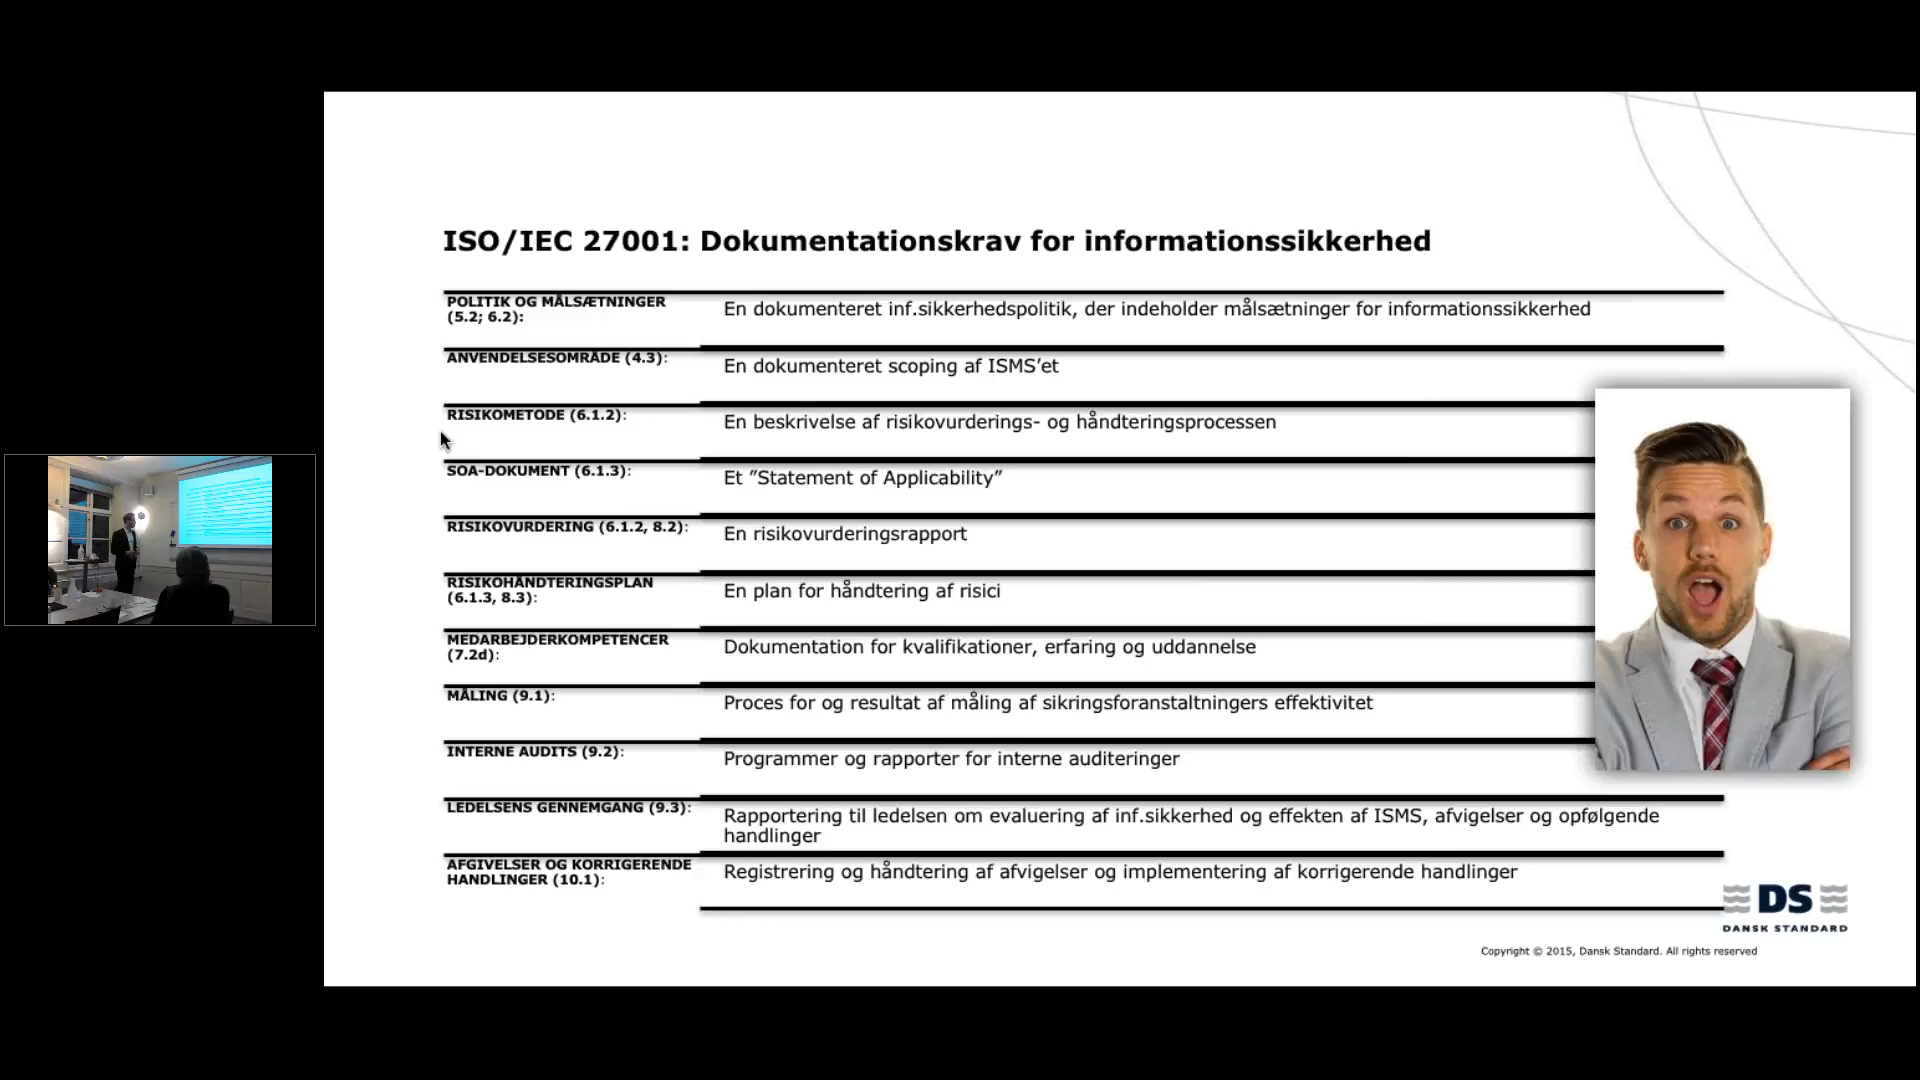 ISO/IEC 27001: Dokumentationskrav for informationssikkerhed
POLITIK OG MÅLSÆTNINGER
(5.2; 6.2):
En dokumenteret inf.sikkerhedspolitik, der indeholder målsætninger for informationssikkerhed
ANVENDELSESOMRÅDE (4.3):
En dokumenteret scoping af ISMS’et
RISIKOMETODE (6.1.2):
En beskrivelse af risikovurderings- og håndteringsprocessen
SOA-DOKUMENT (6.1.3):
Et ”Statement of Applicability”
RISIKOVURDERING (6.1.2, 8.2):
En risikovurderingsrapport
RISIKOHÅNDTERINGSPLAN
(6.1.3, 8.3):
En plan for håndtering af risici
MEDARBEJDERKOMPETENCER
(7.2d):
Dokumentation for kvalifikationer, erfaring og uddannelse
MÅLING (9.1):
Proces for og resultat af måling af sikringsforanstaltningers effektivitet
INTERNE AUDITS (9.2):
Programmer og rapporter for interne auditeringer
LEDELSENS GENNEMGANG (9.3):
Rapportering til ledelsen om evaluering af inf.sikkerhed og effekten af ISMS, afvigelser og opfølgende
handlinger
AFGIVELSER OG KORRIGERENDE
HANDLINGER (10.1):
Registrering og håndtering af afvigelser og implementering af korrigerende handlinger
DS
DANSK STANDARD
Copyright © 2015, Dansk Standard. All rights reserved